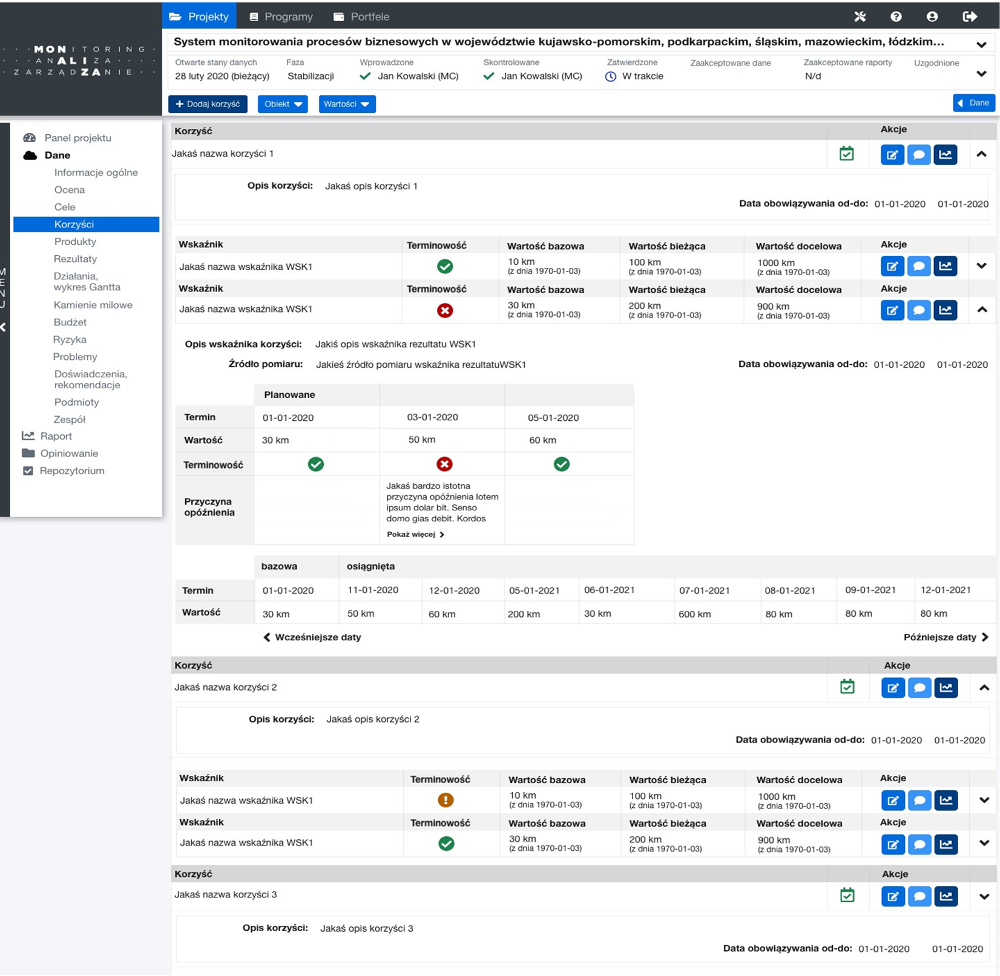 Projekty Programy Portfele
· · · MONITORING ·
· · · ANALIZA · · · ·
· ZARZĄDZANIE · ·
System monitorowania procesów biznesowych w województwie kujawsko-pomorskim, podkarpackim, śląskim, mazowieckim, łódzkim...
Otwarte stany danych Faza Wprowadzone Skontrolowane Zatwierdzone Zaakceptowane dane Zaakceptowane raporty Uzgodnione
28 luty 2020 (bieżący) Stabilizacji Jan Kowalski (MC) Jan Kowalski (MC) W trakcie N/d
+ Dodaj korzyść Obiekt Wartości Dane
MENU
Panel projektu
Dane
Informacje ogólne
Ocena
Cele
Korzyści
Produkty
Rezultaty
Działania,
wykres Gantta
Kamienie milowe
Budżet
Ryzyka
Problemy
Doświadczenia,
rekomendacje
Podmioty
Zespół
Raport
Opiniowanie
Repozytorium
Korzyść Akcje
Jakaś nazwa korzyści 1
Opis korzyści: Jakaś opis korzyści 1
Data obowiązywania od-do: 01-01-2020 01-01-2020
Wskaźnik Terminowość Wartość bazowa Wartość bieżąca Wartość docelowa Akcje
Jakaś nazwa wskaźnika WSK1 10 km 100 km 1000 km
(z dnia 1970-01-03) (z dnia 1970-01-03) (z dnia 1970-01-03)
Wskaźnik Terminowość Wartość bazowa Wartość bieżąca Wartość docelowa Akcje
Jakaś nazwa wskaźnika WSK1 30 km 200 km 900 km
(z dnia 1970-01-03) (z dnia 1970-01-03) (z dnia 1970-01-03)
Opis wskaźnika korzyści: Jakiś opis wskaźnika rezultatu WSK1
Źródło pomiaru: Jakieś źródło pomiaru wskaźnika rezultatuWSK1 Data obowiązywania od-do: 01-01-2020 01-01-2020
Planowane
Termin 01-01-2020 03-01-2020 05-01-2020
Wartość 30 km 50 km 60 km
Terminowość
Przyczyna
opóźnienia
Jakaś bardzo istotna
przyczyna opóźnienia lotem
ipsum dolar bit. Senso
domo gias debit. Kordos
Pokaż więcej
bazowa osiągnięta
Termin 01-01-2020 11-01-2020 12-01-2020 05-01-2021 06-01-2021 07-01-2021 08-01-2021 09-01-2021 12-01-2021
Wartość 30 km 50 km 60 km 200 km 30 km 600 km 80 km 80 km 80 km
Wcześniejsze daty Późniejsze daty
Korzyść Akcje
Jakaś nazwa korzyści 2
Opis korzyści: Jakaś opis korzyści 2
Data obowiązywania od-do: 01-01-2020 01-01-2020
Wskaźnik Terminowość Wartość bazowa Wartość bieżąca Wartość docelowa Akcje
Jakaś nazwa wskaźnika WSK1 10 km 100 km 1000 km
(z dnia 1970-01-03) (z dnia 1970-01-03) (z dnia 1970-01-03)
Wskaźnik Terminowość Wartość bazowa Wartość bieżąca Wartość docelowa Akcje
Jakaś nazwa wskaźnika WSK1 30 km 200 km 900 km
(z dnia 1970-01-03) (z dnia 1970-01-03) (z dnia 1970-01-03)
Korzyść Akcje
Jakaś nazwa korzyści 3
Opis korzyści: Jakaś opis korzyści 3
Data obowiązywania od-do: 01-01-2020 01-01-2020